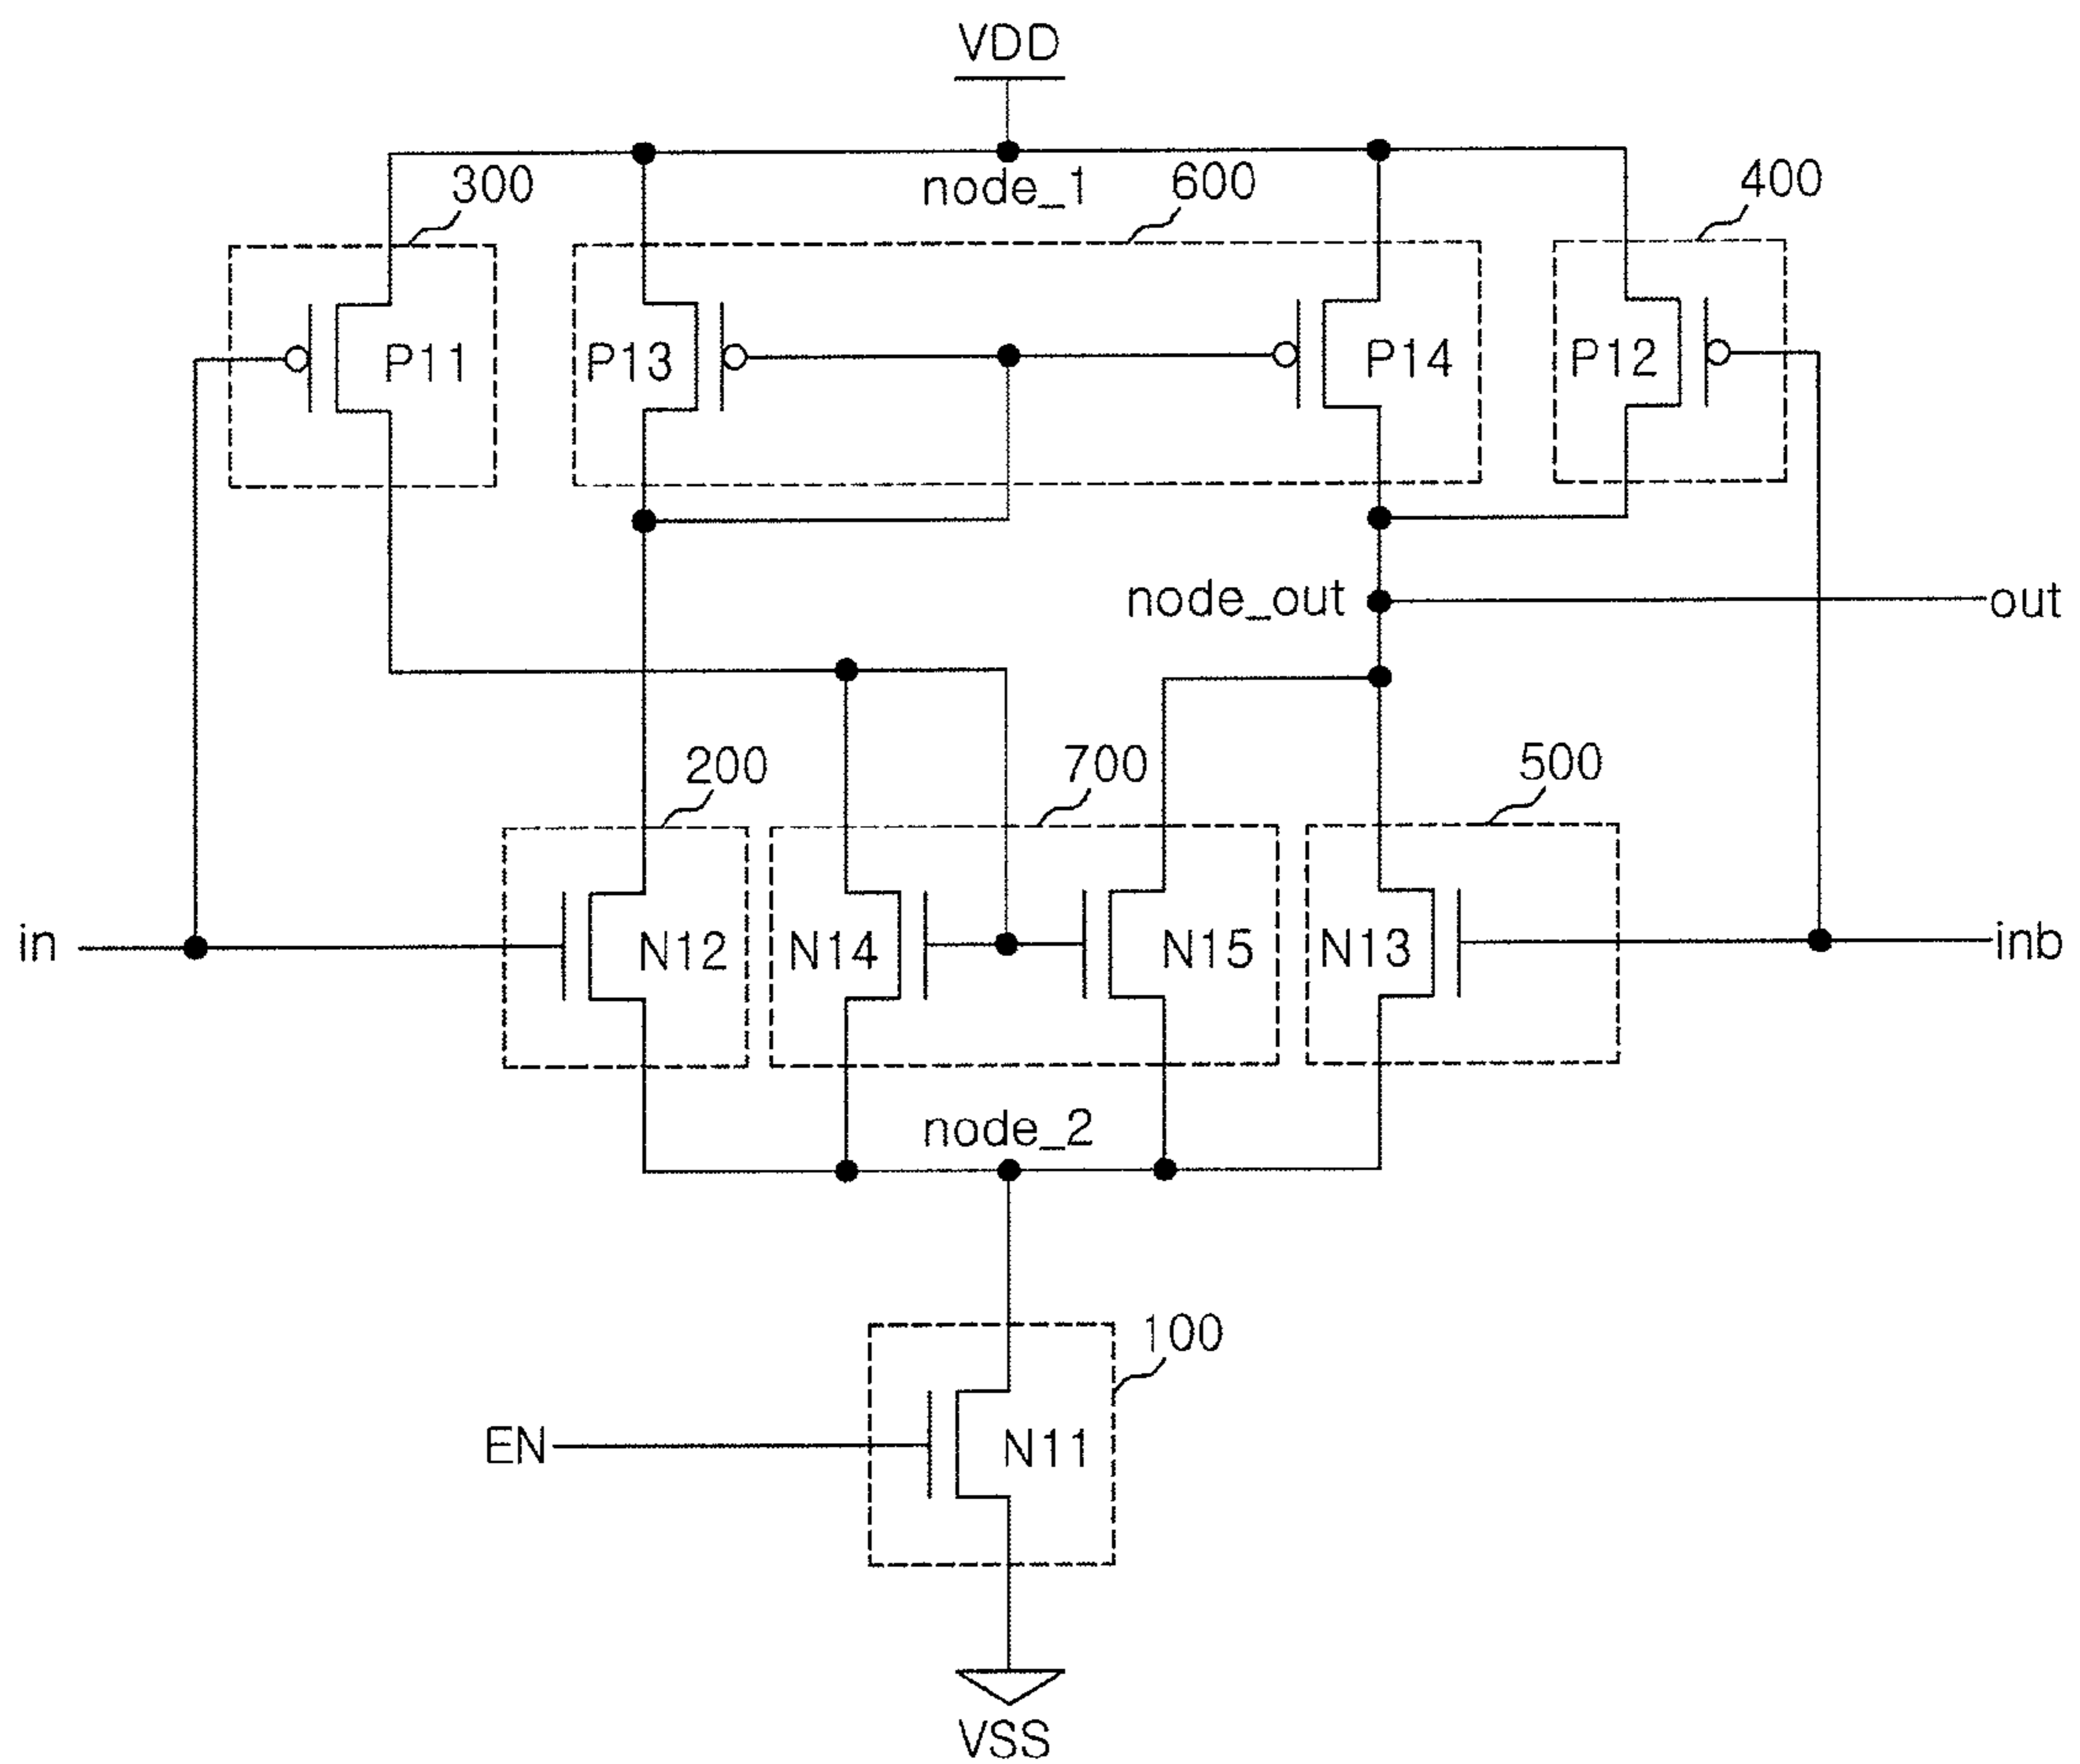 VDD
node_1
300
600
400
P11
P13
P14
P12
node_out
out
200
700
500
in
N12
N14
N15
N13
inb
node_2
100
EN
N11
VSS